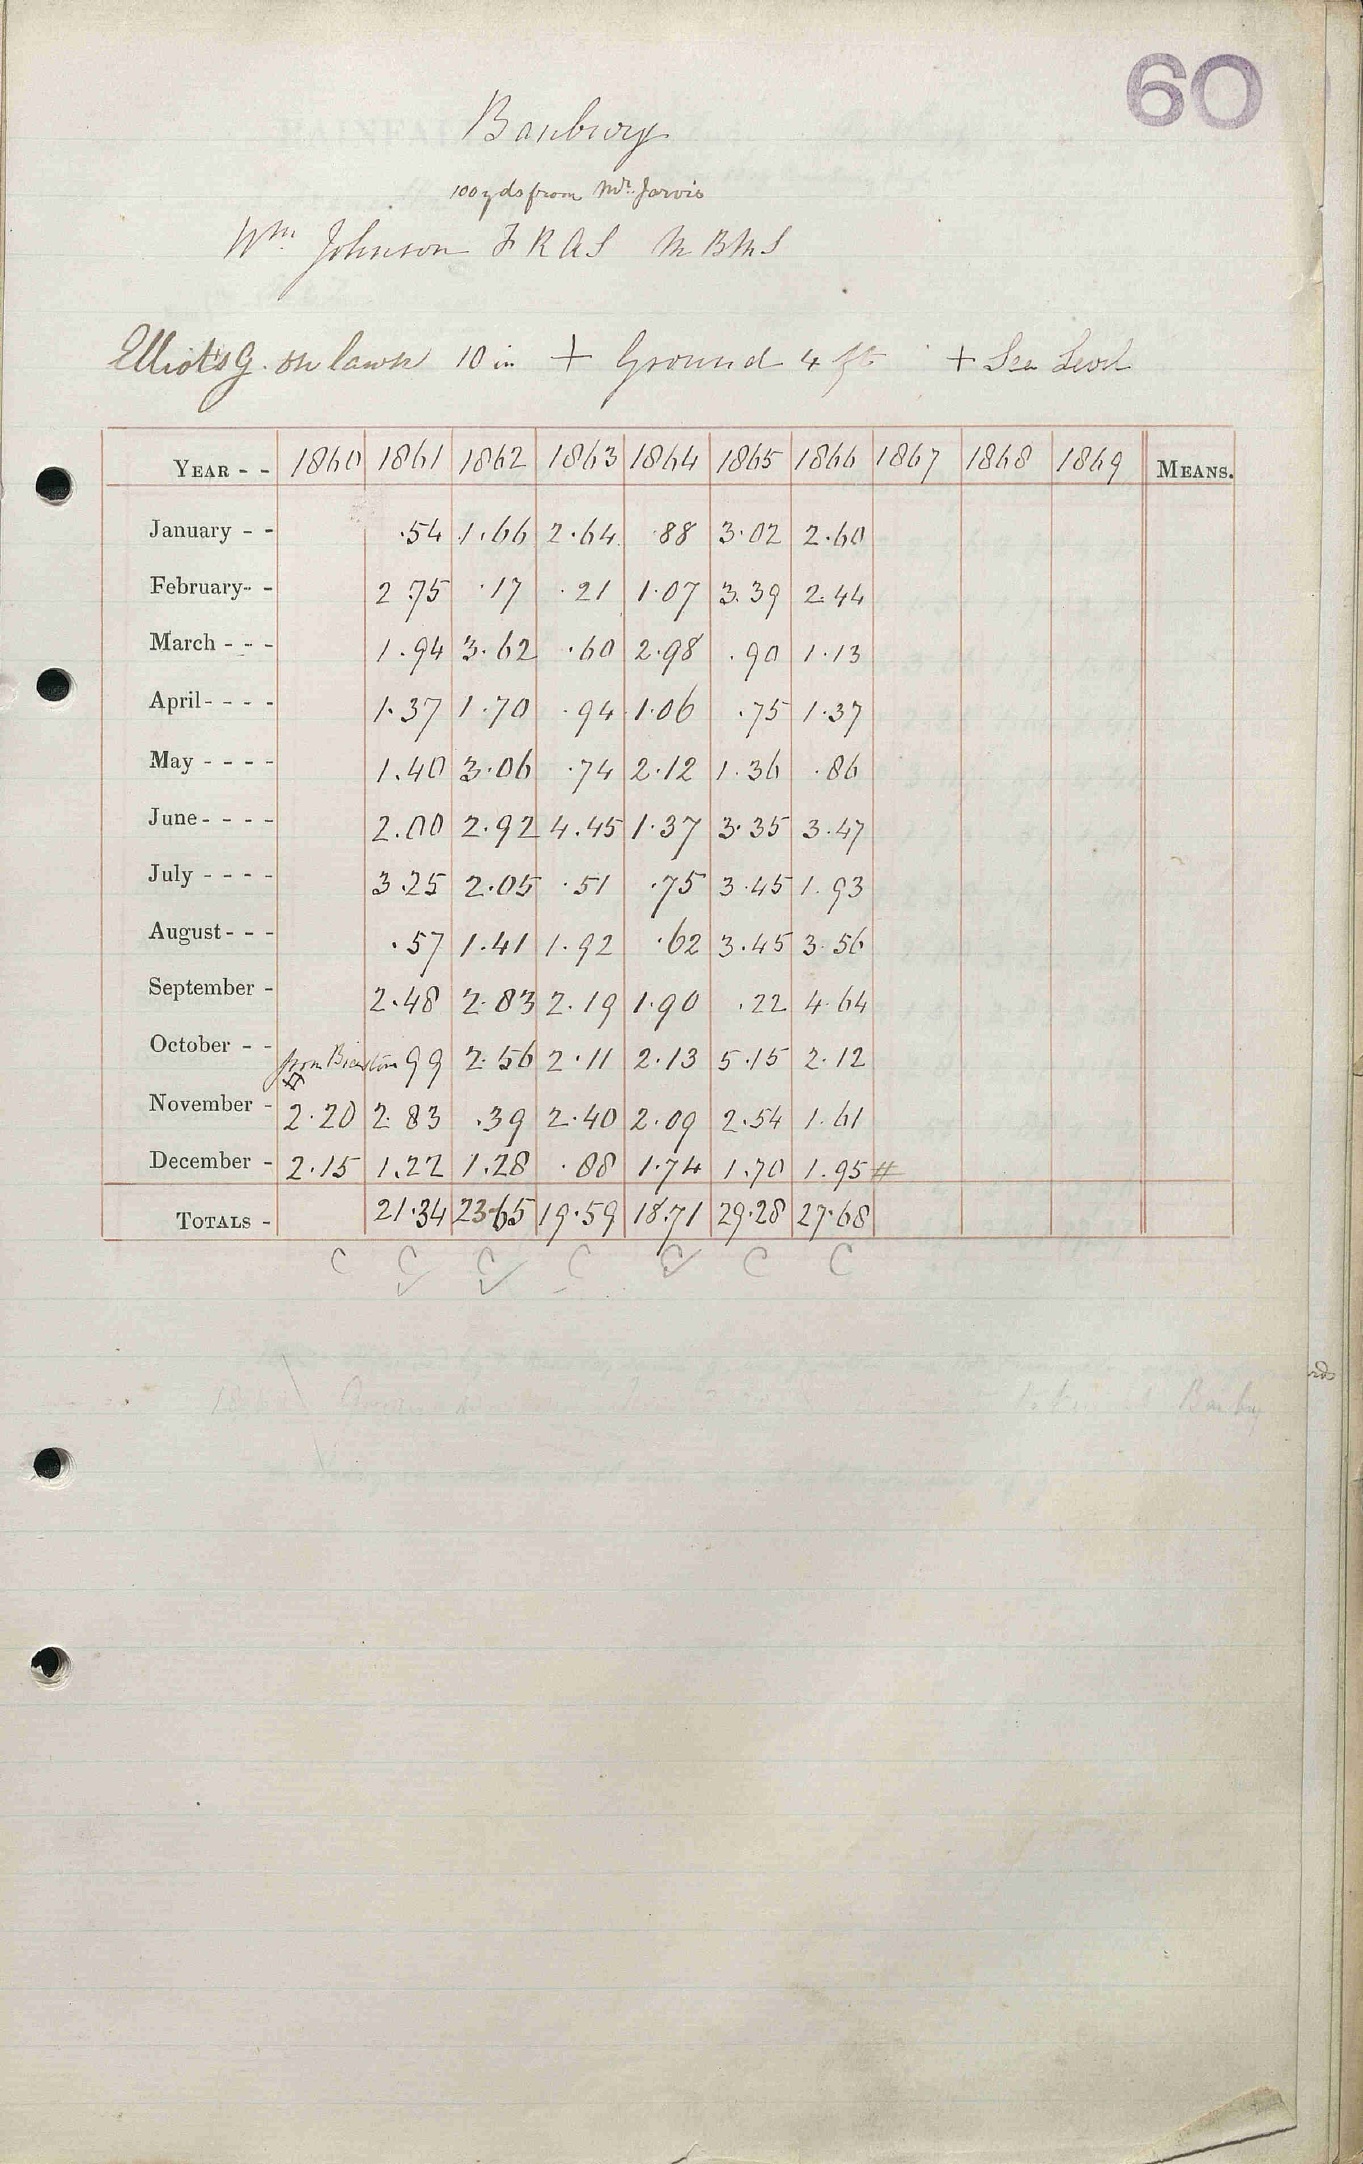 60
Banbury
100 yds from Mr. Jarvis
Wm Johnson F R A S M B M S
Elliot's G. on lawn 10 in + Ground 4 ft + Sea Level
YEAR - - 1860 1861 1862 1863 1864 1865 1866 1867 1868 1869 MEANS.
January - - .54 1.66 2.64 .88 3.02 2.60
February- - 2.75 .17 .21 1.07 3.39 2.44
March - - - 1.94 3.62 .60 2.98 .90 1.13
April- - - - 1.37 1.70 .94 1.06 .75 1.37
May - - - - 1.40 3.06 .74 2.12 1.36 .86
June- - - - 2.00 2.92 4.45 1.37 3.35 3.47
July - - - - 3.25 2.05 .51 .75 3.45 1.93
August- - - .57 1.41 1.92 .62 3.45 3.56
September - 2.48 2.83 2.19 1.90 .22 4.64
October - - from 99 2.56 2.11 2.13 5.15 2.12
November - 2.20 2.83 .39 2.40 2.09 2.54 1.61
December - 2.15 1.22 1.28 .88 1.74 1.70 1.95 #
TOTALS - 21.34 23.65 19.59 18.71 29.28 27.68
C C C C C C C